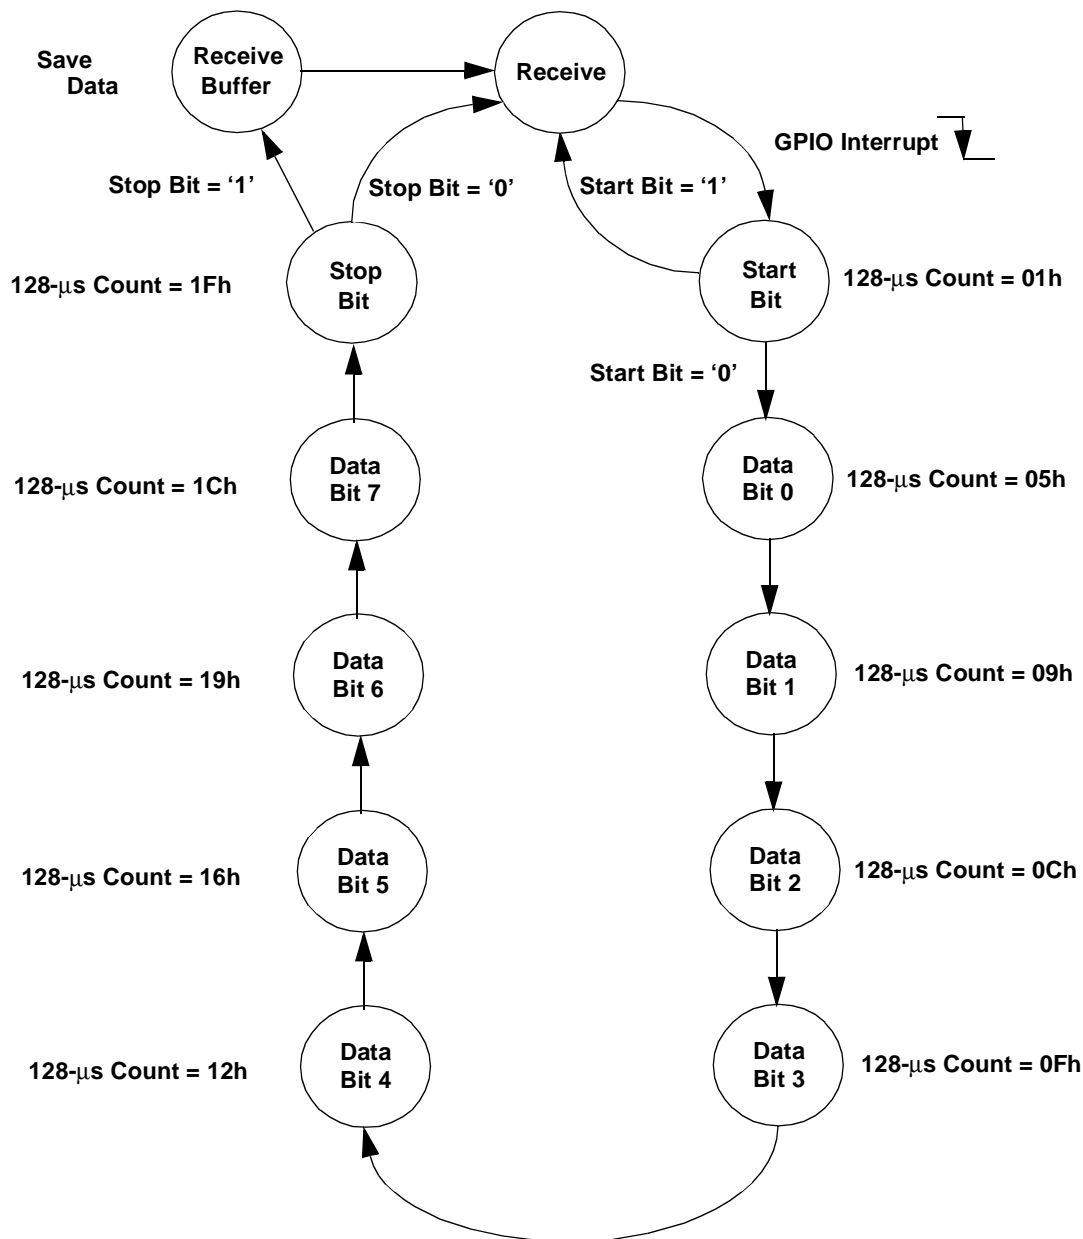 Save
Data
Receive
Buffer
Receive
GPIO Interrupt
Stop Bit = ‘1’
Stop Bit = ‘0’
Start Bit = ‘1’
128-μs Count = 1Fh
Stop
Bit
Start
Bit
128-μs Count = 01h
Start Bit = ‘0’
128-μs Count = 1Ch
Data
Bit 7
Data
Bit 0
128-μs Count = 05h
128-μs Count = 19h
Data
Bit 6
Data
Bit 1
128-μs Count = 09h
128-μs Count = 16h
Data
Bit 5
Data
Bit 2
128-μs Count = 0Ch
128-μs Count = 12h
Data
Bit 4
Data
Bit 3
128-μs Count = 0Fh